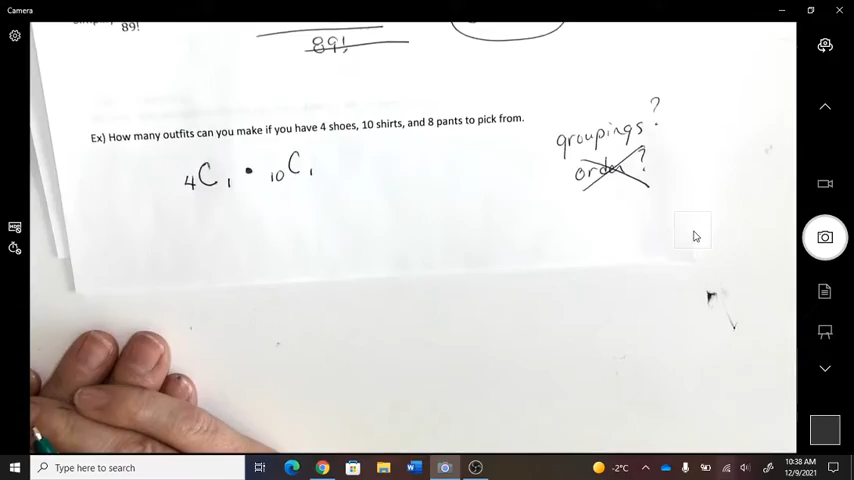 Camera
89!
89!
Ex) How many outfits can you make if you have 4 shoes, 10 shirts, and 8 pants to pick from.
groupings?
order?
4C1 • 10C1
Type here to search
-2°C
10:38 AM
12/9/2021